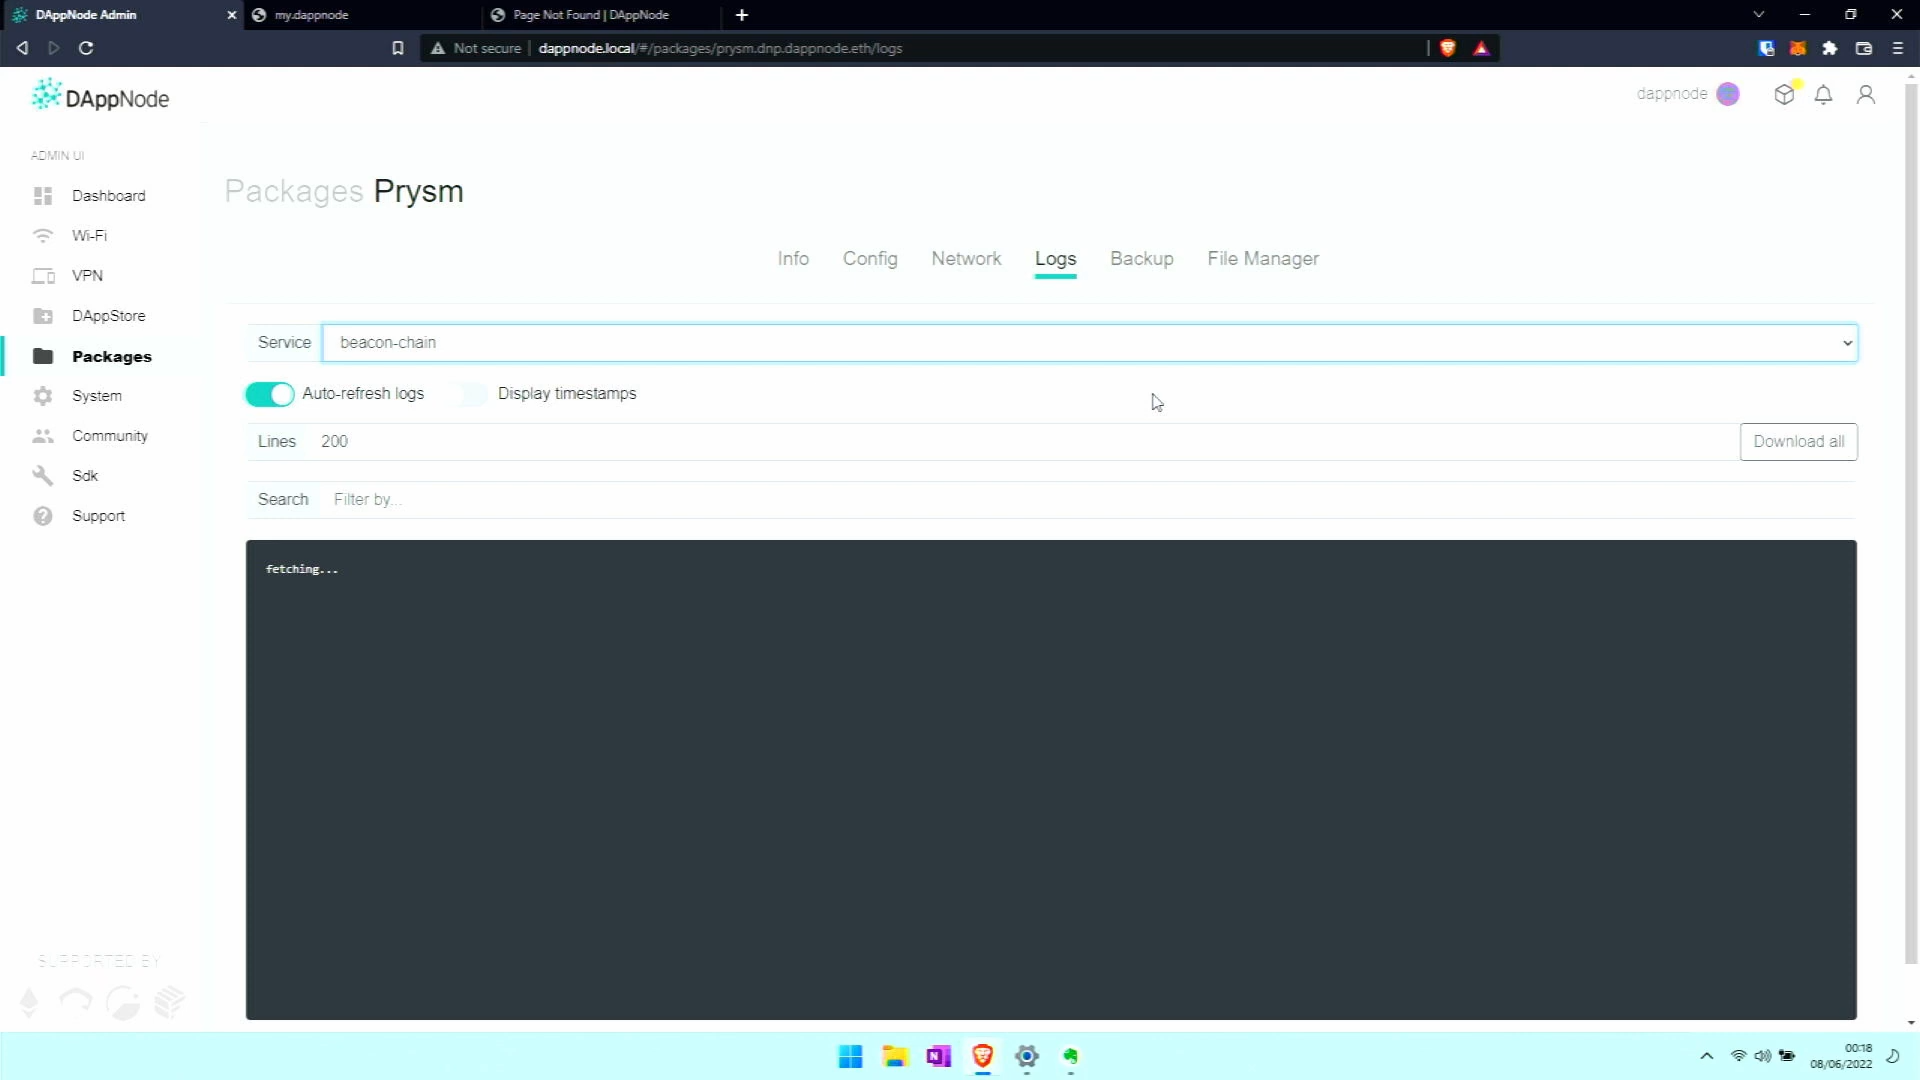 DAppNode Admin
my.dappnode
Page Not Found | DAppNode
Not secure
dappnode.local/#/packages/prysm.dnp.dappnode.eth/logs
DAppNode
dappnode
ADMIN UI
Dashboard
Wi-Fi
VPN
DAppStore
Packages
System
Community
Sdk
Support
SUPPORTED BY
Packages Prysm
Info Config Network Logs Backup File Manager
Service beacon-chain
Auto-refresh logs Display timestamps
Lines 200 Download all
Search Filter by...
fetching...
N
00:18
08/06/2022